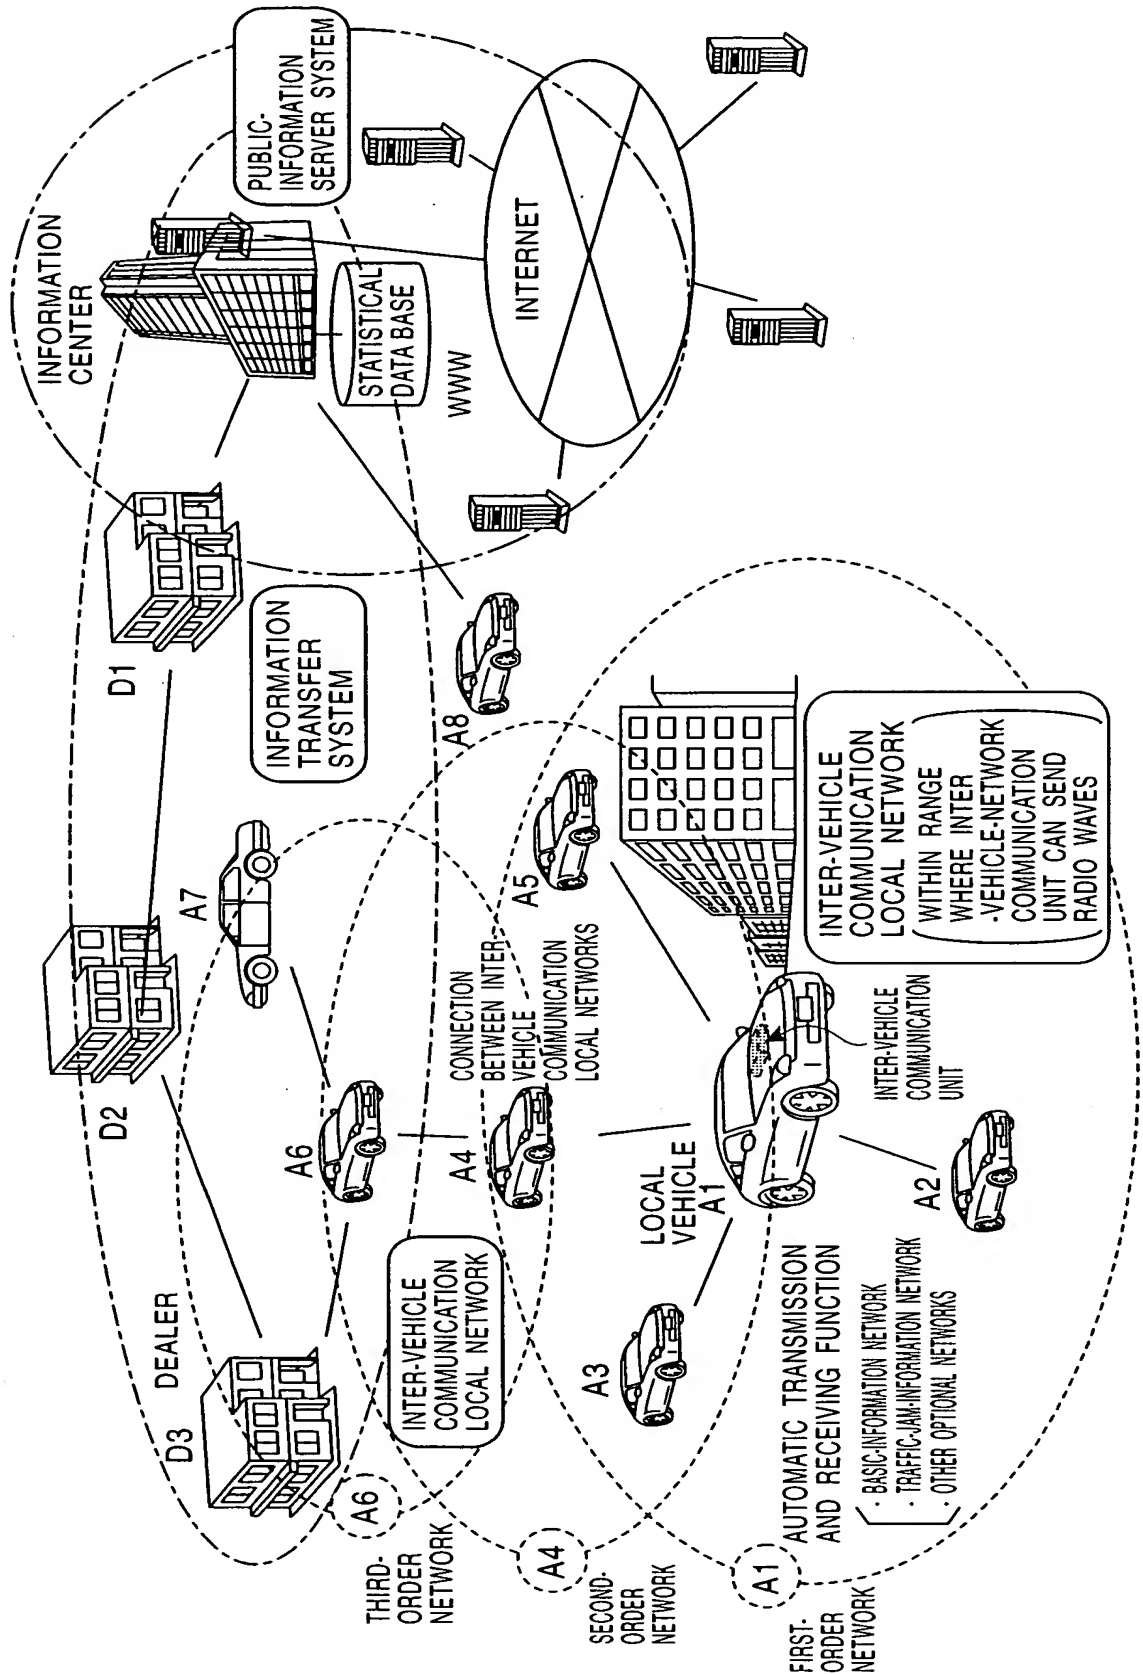 INFORMATION
CENTER
PUBLIC-
INFORMATION
SERVER SYSTEM
STATISTICAL
DATA BASE
WWW
INTERNET
D1
INFORMATION
TRANSFER
SYSTEM
A8
A7
D2
DEALER
D3
A6
A4
CONNECTION
BETWEEN INTER-
VEHICLE
COMMUNICATION
LOCAL NETWORKS
A5
INTER-VEHICLE
COMMUNICATION
LOCAL NETWORK
LOCAL
VEHICLE
A1
INTER-VEHICLE
COMMUNICATION
UNIT
INTER-VEHICLE
COMMUNICATION
LOCAL NETWORK
WITHIN RANGE
WHERE INTER
-VEHICLE-NETWORK
COMMUNICATION
UNIT CAN SEND
RADIO WAVES
A3
A2
A6
THIRD-
ORDER
NETWORK
A4
SECOND-
ORDER
NETWORK
A1
FIRST-
ORDER
NETWORK
AUTOMATIC TRANSMISSION
AND RECEIVING FUNCTION
· BASIC-INFORMATION NETWORK
· TRAFFIC-JAM-INFORMATION NETWORK
· OTHER OPTIONAL NETWORKS